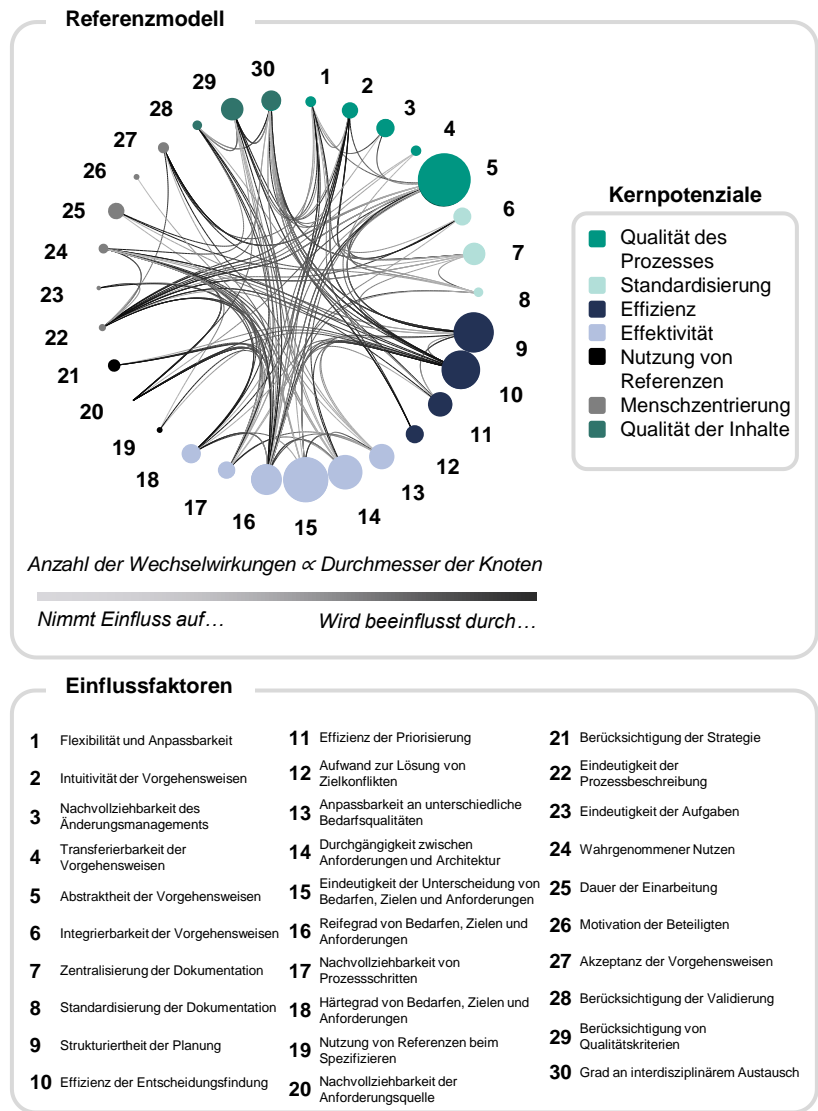 Referenzmodell
1
2
3
4
5
6
7
8
9
10
11
12
13
14
15
16
17
18
19
20
21
22
23
24
25
26
27
28
29
30
Kernpotenziale
Qualität des
Prozesses
Standardisierung
Effizienz
Effektivität
Nutzung von
Referenzen
Menschzentrierung
Qualität der Inhalte
Anzahl der Wechselwirkungen ∝ Durchmesser der Knoten
Nimmt Einfluss auf…
Wird beeinflusst durch…
Einflussfaktoren
1 Flexibilität und Anpassbarkeit
2 Intuitivität der Vorgehensweisen
3 Nachvollziehbarkeit des
Änderungsmanagements
4 Transferierbarkeit der
Vorgehensweisen
5 Abstraktheit der Vorgehensweisen
6 Integrierbarkeit der Vorgehensweisen
7 Zentralisierung der Dokumentation
8 Standardisierung der Dokumentation
9 Strukturiertheit der Planung
10 Effizienz der Entscheidungsfindung
11 Effizienz der Priorisierung
12 Aufwand zur Lösung von
Zielkonflikten
13 Anpassbarkeit an unterschiedliche
Bedarfsqualitäten
14 Durchgängigkeit zwischen
Anforderungen und Architektur
15 Eindeutigkeit der Unterscheidung von
Bedarfen, Zielen und Anforderungen
16 Reifegrad von Bedarfen, Zielen und
Anforderungen
17 Nachvollziehbarkeit von
Prozessschritten
18 Härtegrad von Bedarfen, Zielen und
Anforderungen
19 Nutzung von Referenzen beim
Spezifizieren
20 Nachvollziehbarkeit der
Anforderungsquelle
21 Berücksichtigung der Strategie
22 Eindeutigkeit der
Prozessbeschreibung
23 Eindeutigkeit der Aufgaben
24 Wahrgenommener Nutzen
25 Dauer der Einarbeitung
26 Motivation der Beteiligten
27 Akzeptanz der Vorgehensweisen
28 Berücksichtigung der Validierung
29 Berücksichtigung von
Qualitätskriterien
30 Grad an interdisziplinärem Austausch